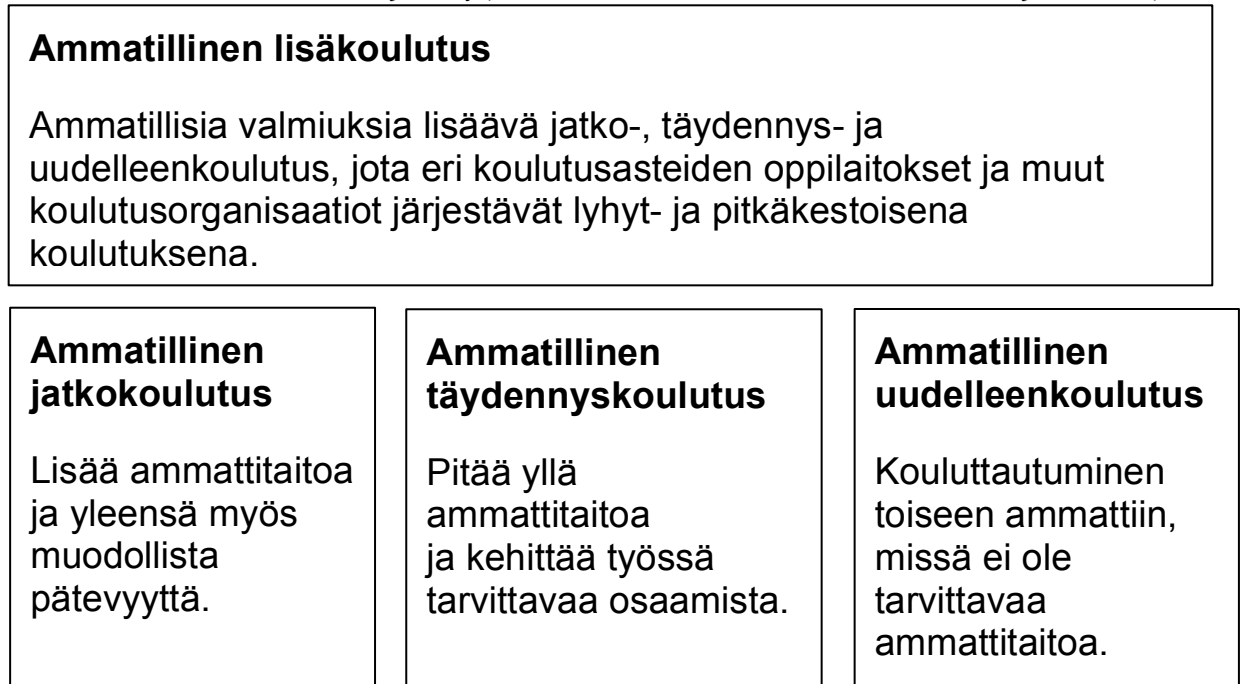 Ammatillinen lisäkoulutus
Ammatillisia valmiuksia lisäävä jatko-, täydennys- ja
uudelleenkoulutus, jota eri koulutusasteiden oppilaitokset ja muut
koulutusorganisaatiot järjestävät lyhyt- ja pitkäkestoisena
koulutuksena.
Ammatillinen
jatkokoulutus
Lisää ammattitaitoa
ja yleensä myös
muodollista
pätevyyttä.
Ammatillinen
täydennyskoulutus
Pitää yllä
ammattitaitoa
ja kehittää työssä
tarvittavaa osaamista.
Ammatillinen
uudelleenkoulutus
Kouluttautuminen
toiseen ammattiin,
missä ei ole
tarvittavaa
ammattitaitoa.